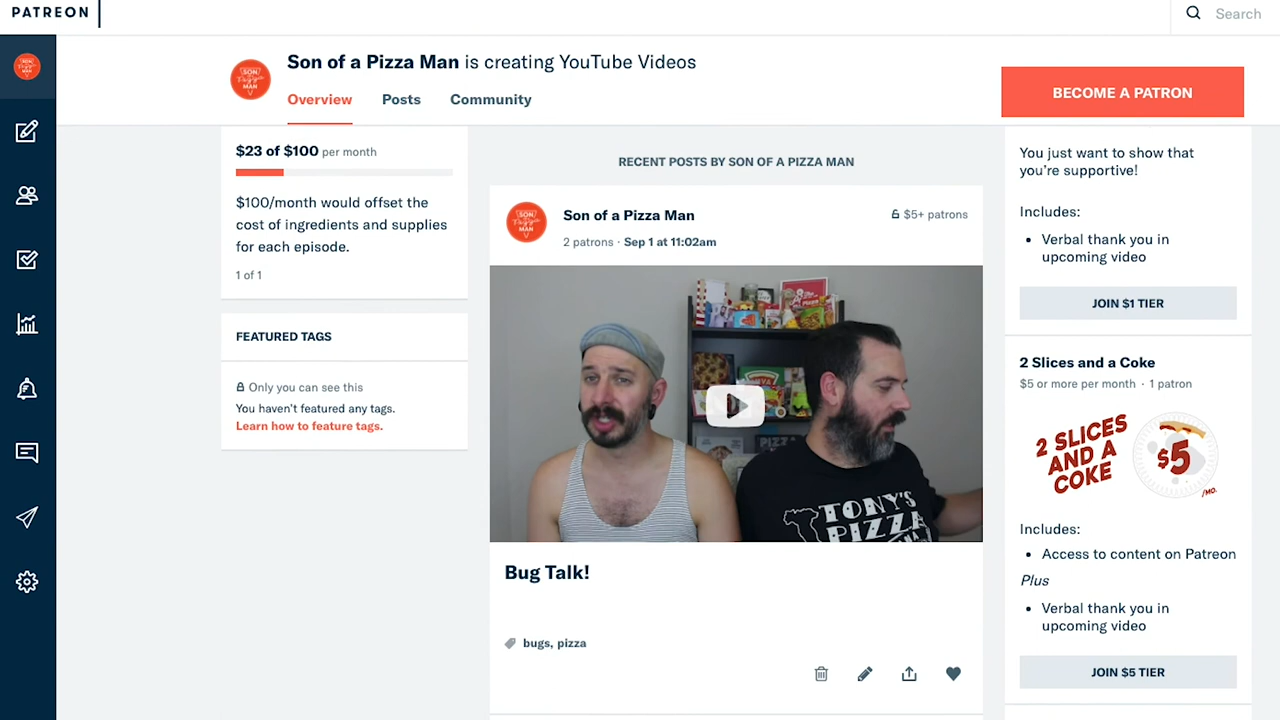 PATREON
Search
Son of a Pizza Man is creating YouTube Videos
Overview Posts Community
BECOME A PATRON
$23 of $100 per month
$100/month would offset the
cost of ingredients and supplies
for each episode.
1 of 1
FEATURED TAGS
Only you can see this
You haven't featured any tags.
Learn how to feature tags.
RECENT POSTS BY SON OF A PIZZA MAN
SON
MAN
Son of a Pizza Man
$5+ patrons
2 patrons · Sep 1 at 11:02am
TONY'S
PIZZA
Bug Talk!
bugs, pizza
You just want to show that
you're supportive!
Includes:
• Verbal thank you in
upcoming video
JOIN $1 TIER
2 Slices and a Coke
$5 or more per month · 1 patron
2 SLICES
AND A
COKE
$5
/MO.
Includes:
• Access to content on Patreon
Plus
• Verbal thank you in
upcoming video
JOIN $5 TIER